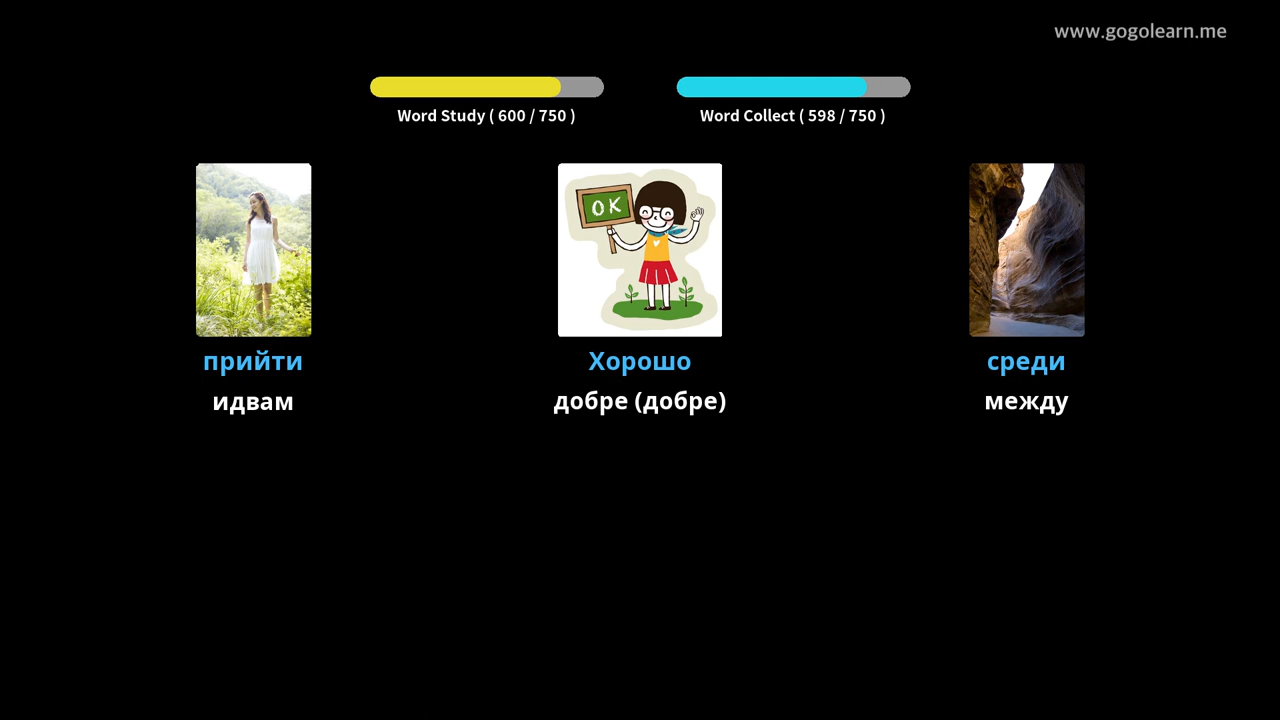 www.gogolearn.me
Word Study ( 600 / 750 )
Word Collect ( 598 / 750 )
OK
прийти
Хорошо
среди
идвам
добре (добре)
между